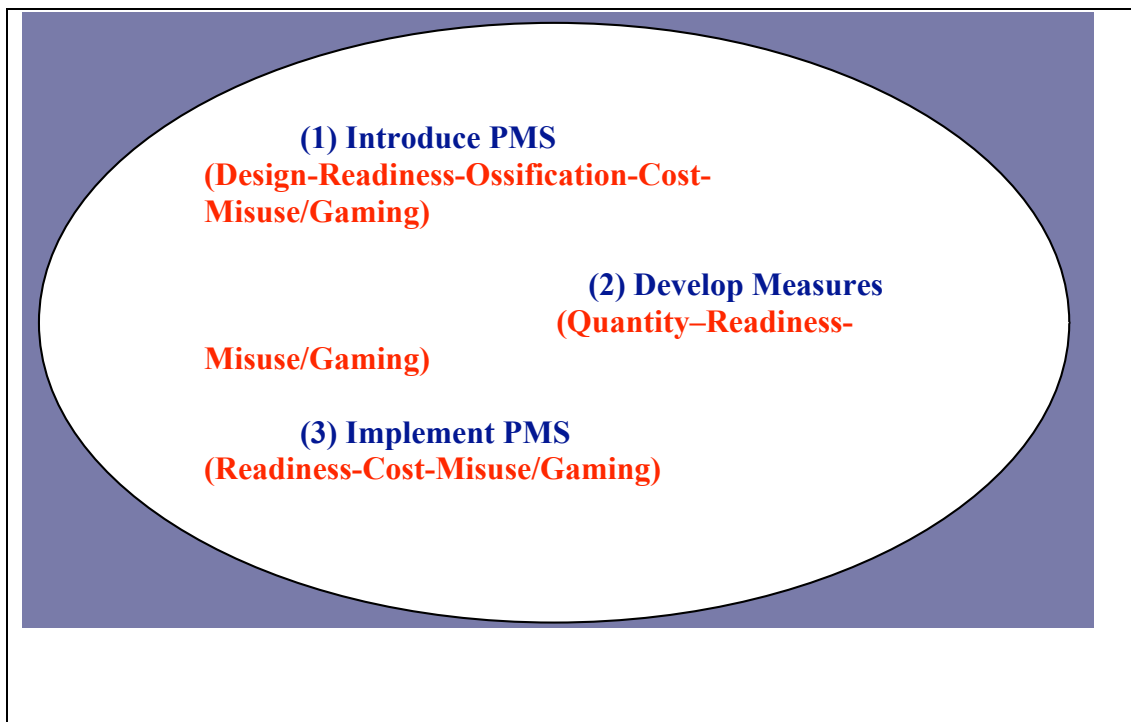 (1) Introduce PMS
(Design-Readiness-Ossification-Cost-
Misuse/Gaming)
(2) Develop Measures
(Quantity–Readiness-
Misuse/Gaming)
(3) Implement PMS
(Readiness-Cost-Misuse/Gaming)